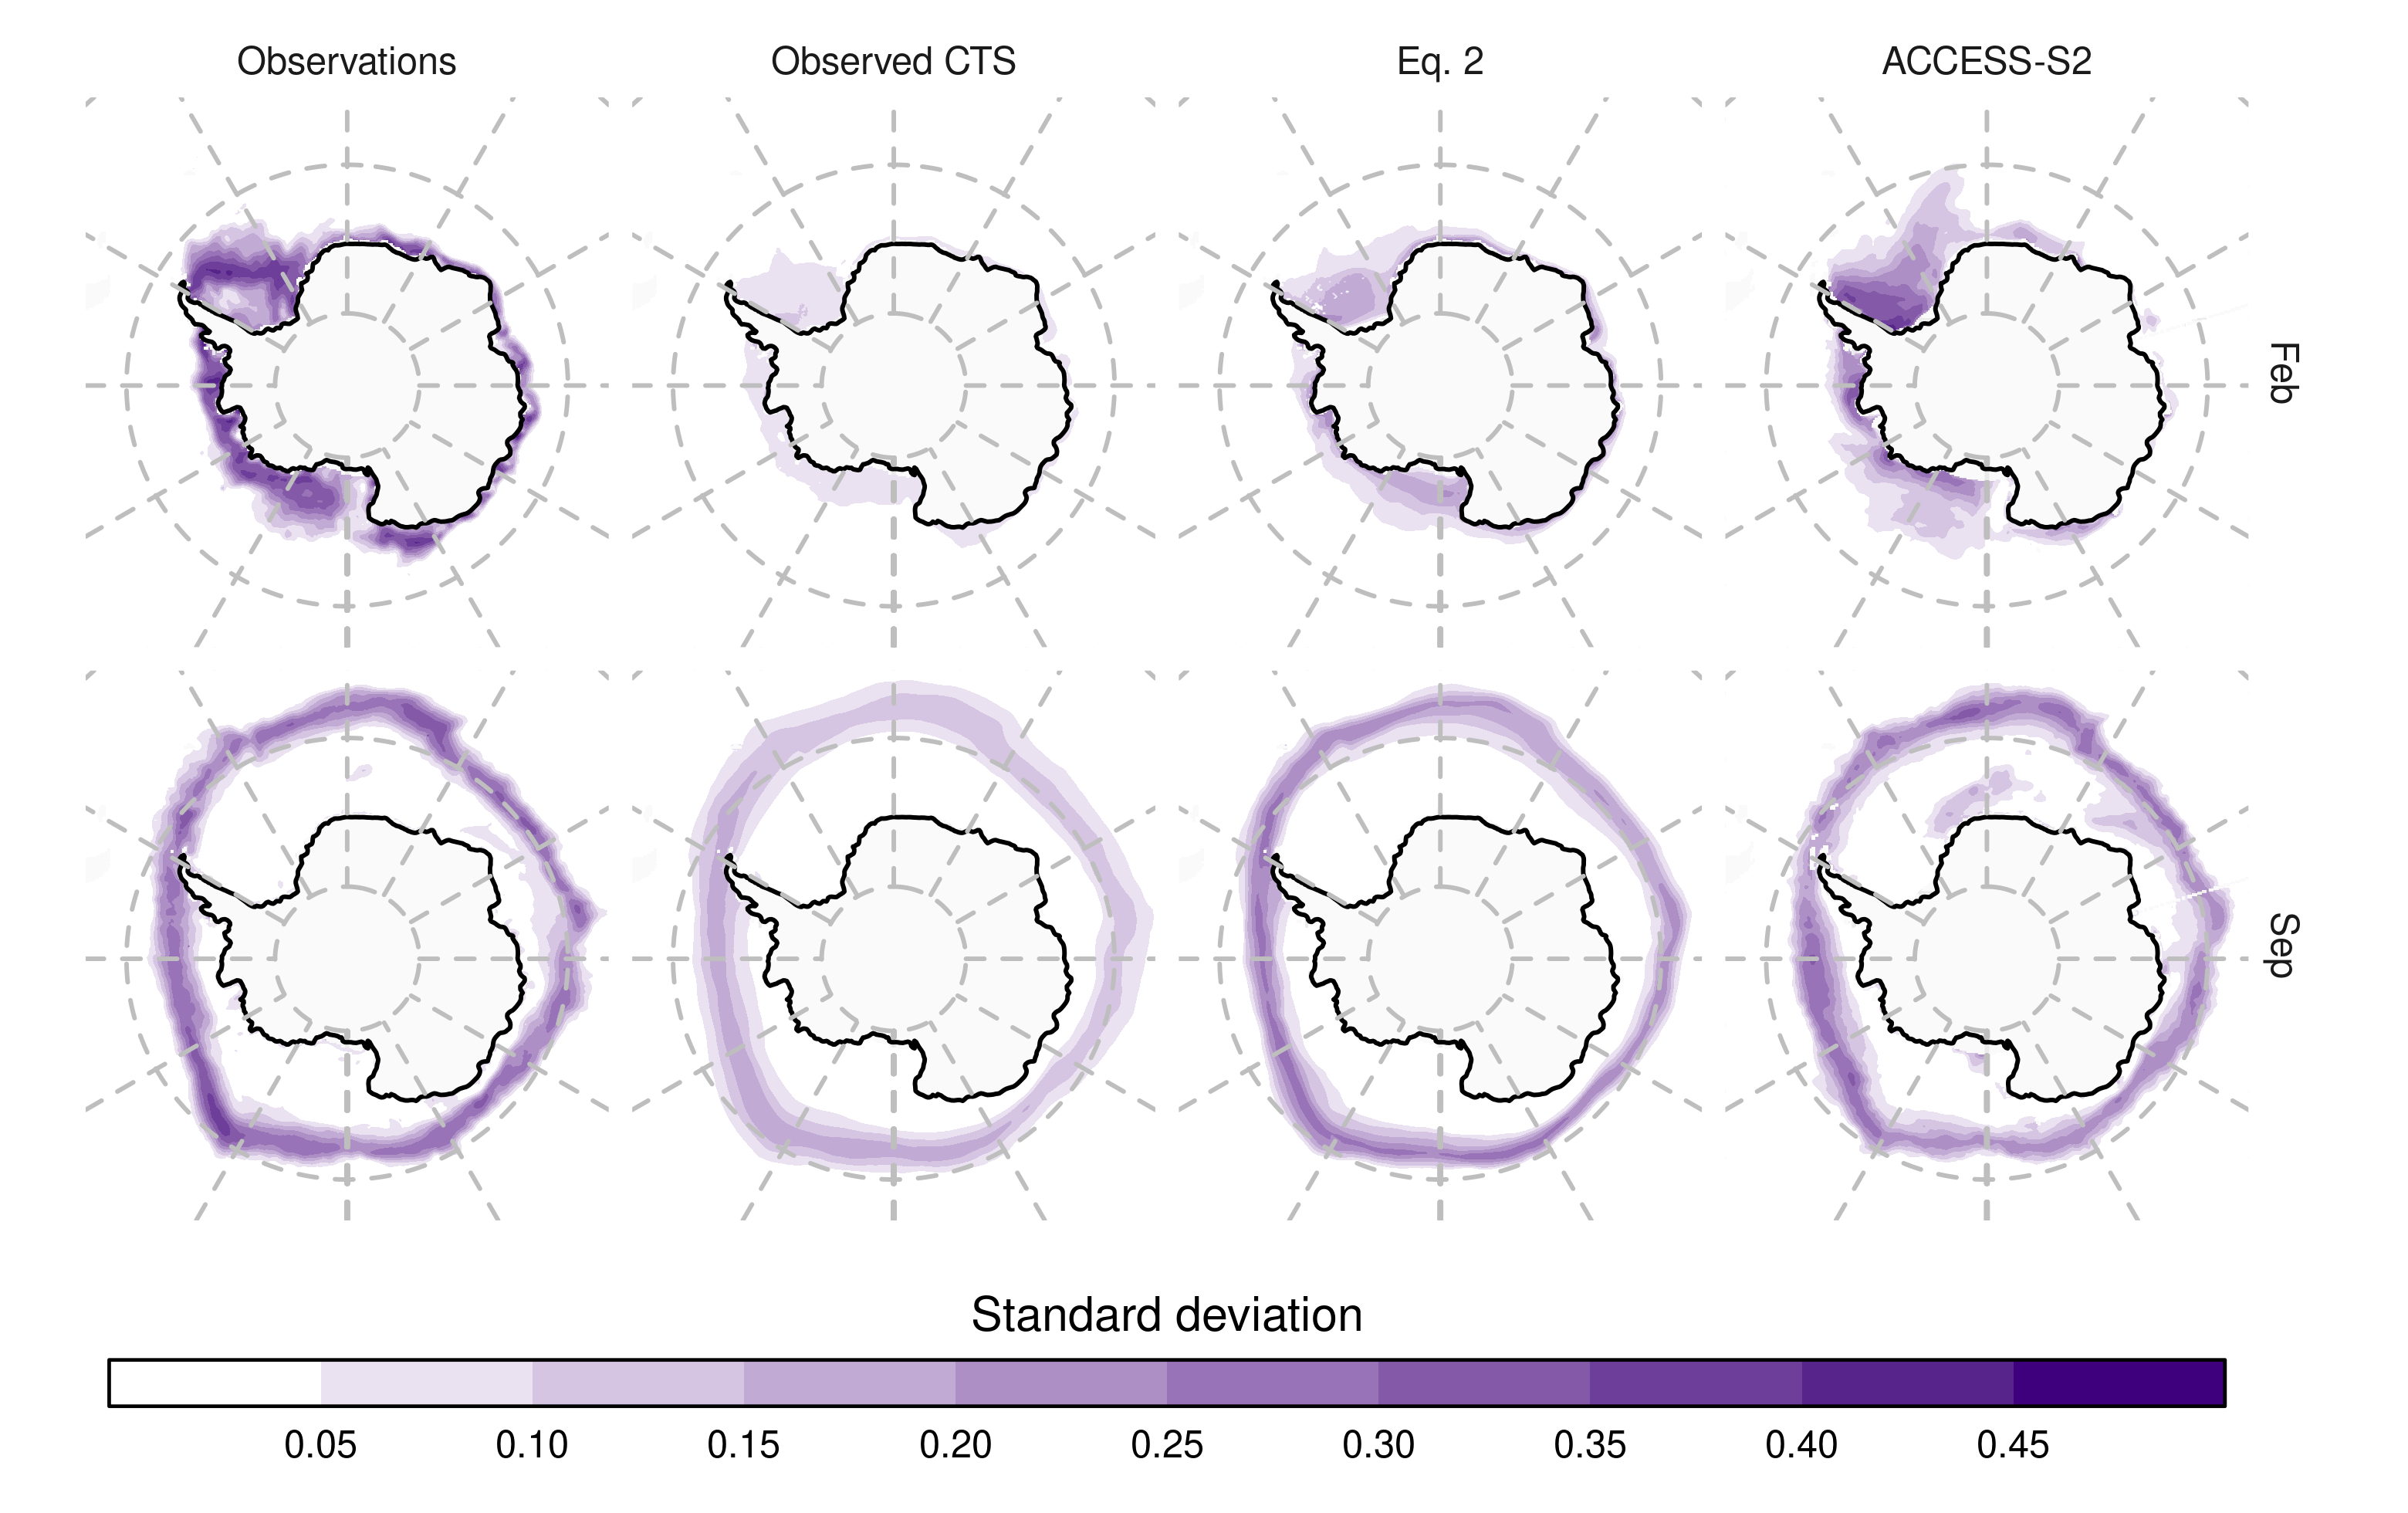 Observations
Observed CTS
Eq. 2
ACCESS-S2
Feb
Sep
Standard deviation
0.05
0.10
0.15
0.20
0.25
0.30
0.35
0.40
0.45